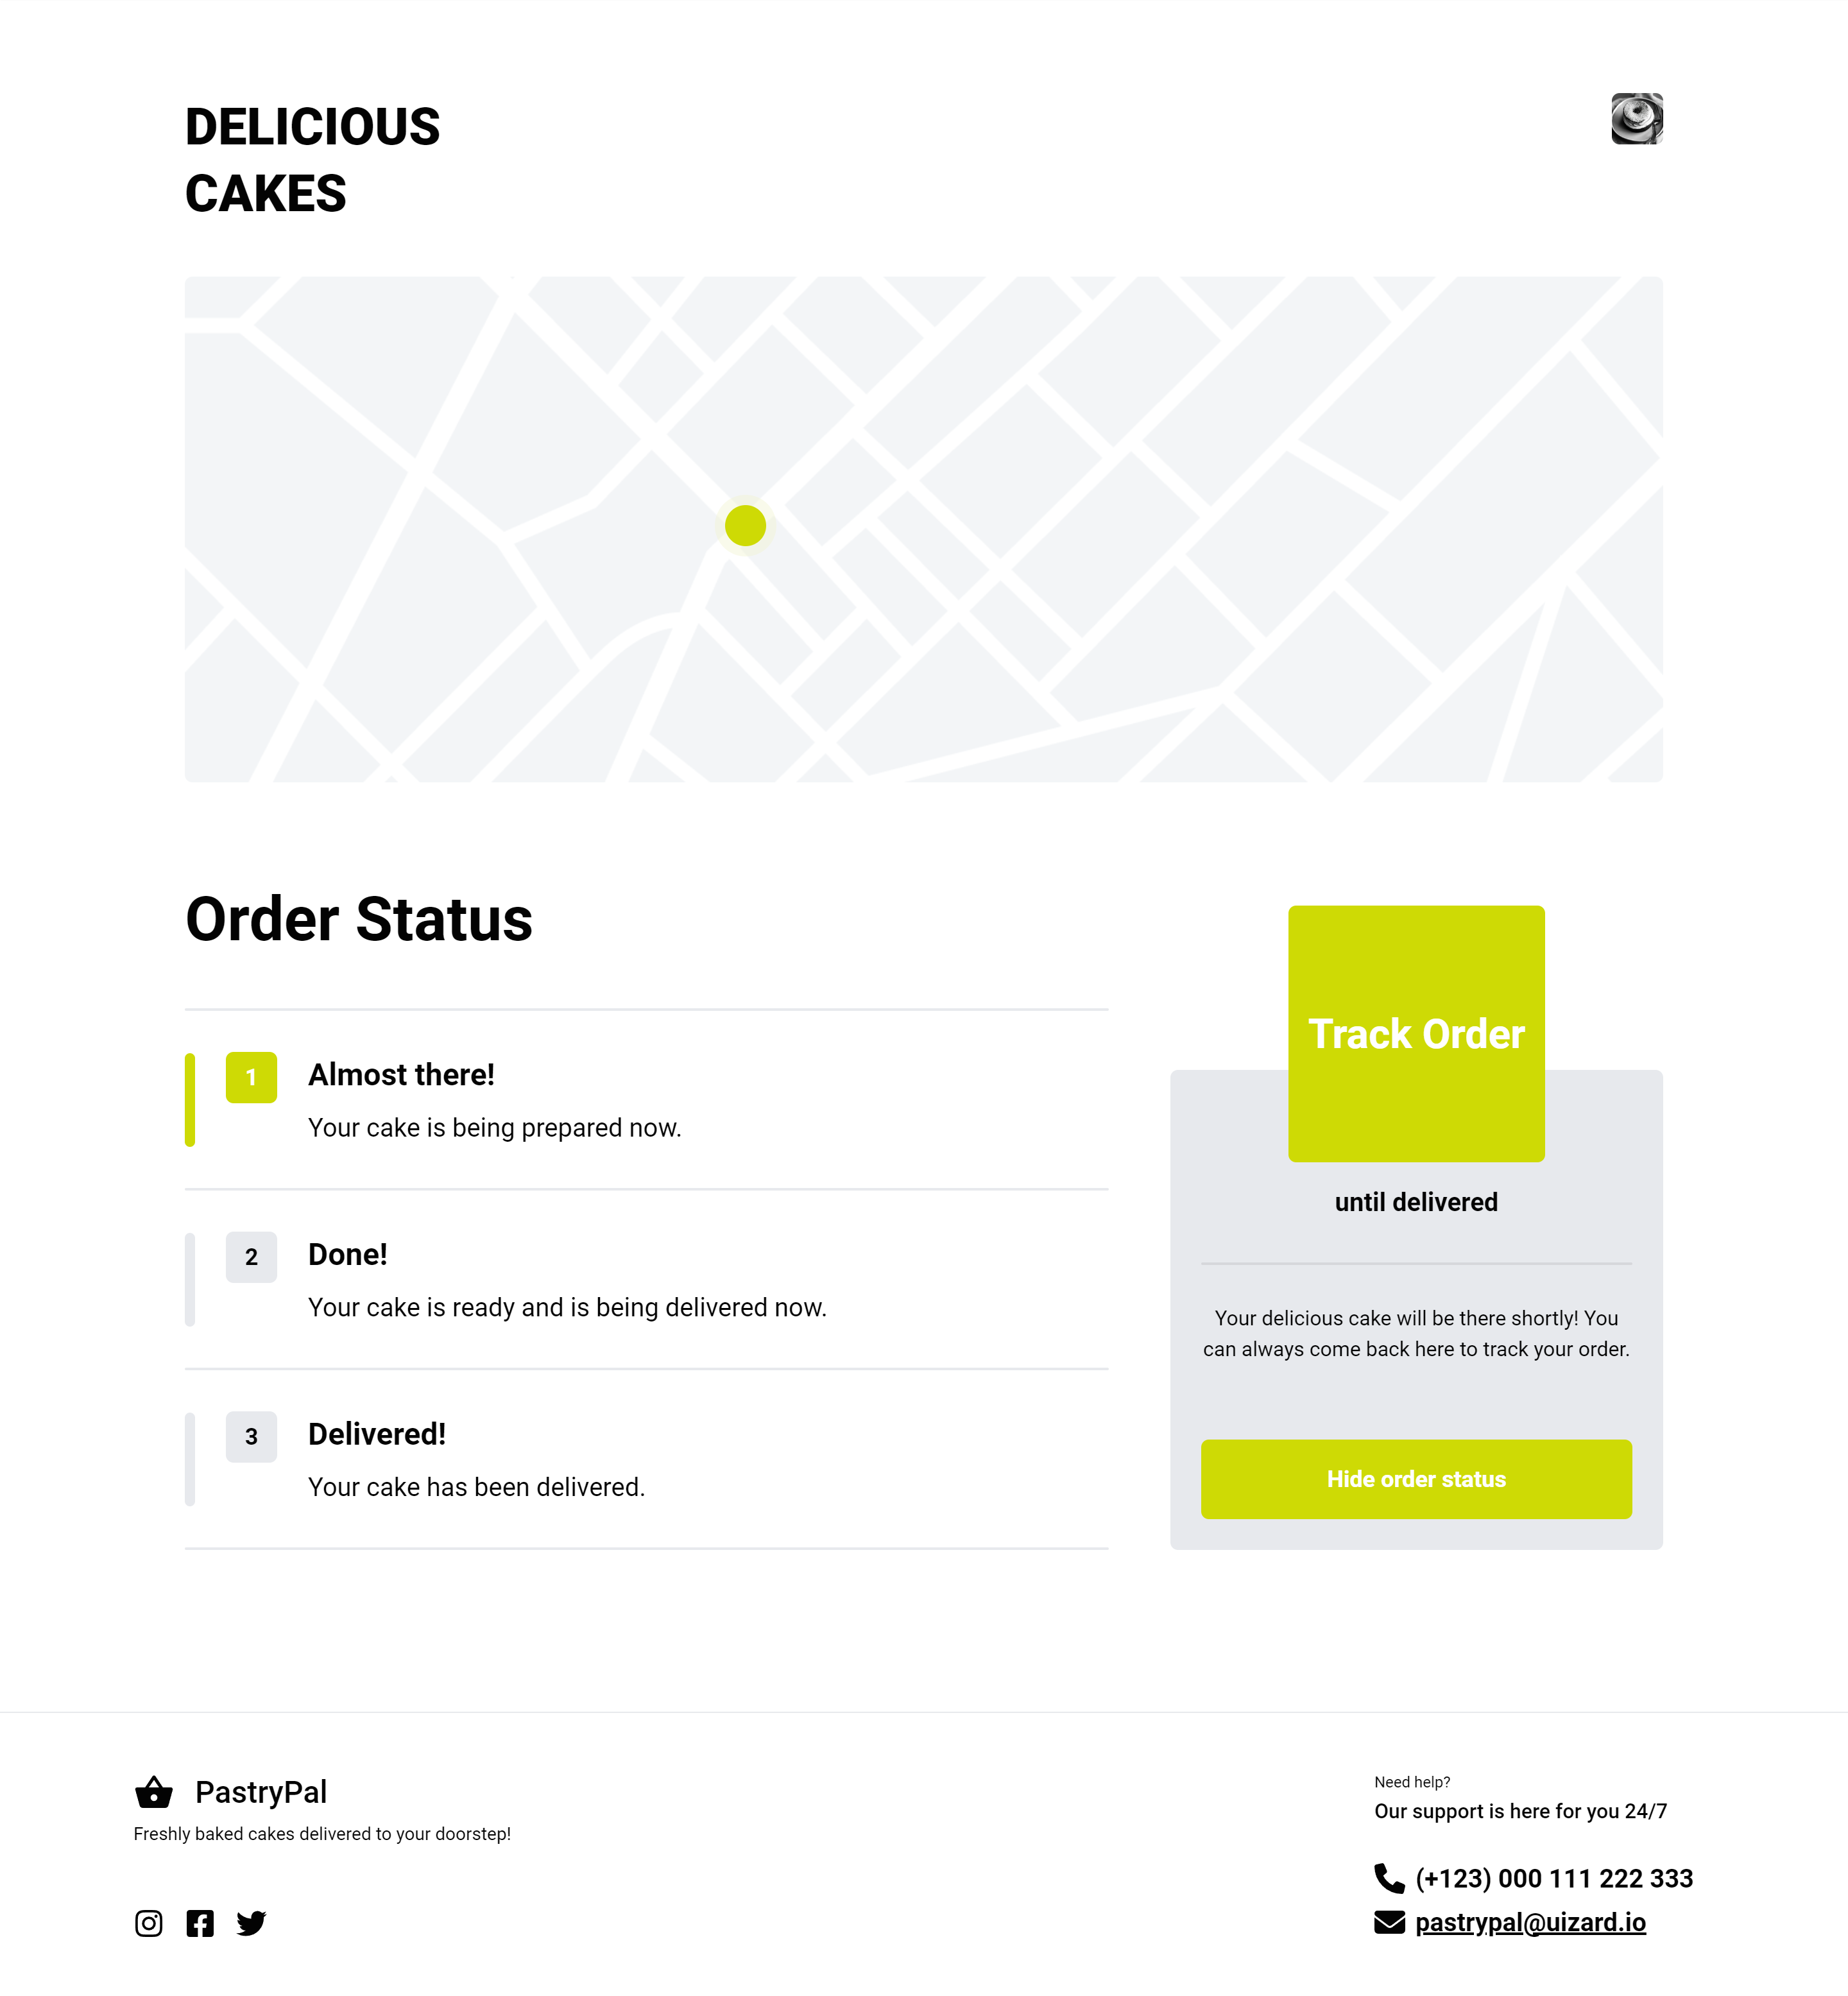 DELICIOUS
CAKES
Order Status
1
Almost there!
Your cake is being prepared now.
2
Done!
Your cake is ready and is being delivered now.
3
Delivered!
Your cake has been delivered.
Track Order
until delivered
Your delicious cake will be there shortly! You
can always come back here to track your order.
Hide order status
PastryPal
Freshly baked cakes delivered to your doorstep!
Need help?
Our support is here for you 24/7
(+123) 000 111 222 333
pastrypal@uizard.io